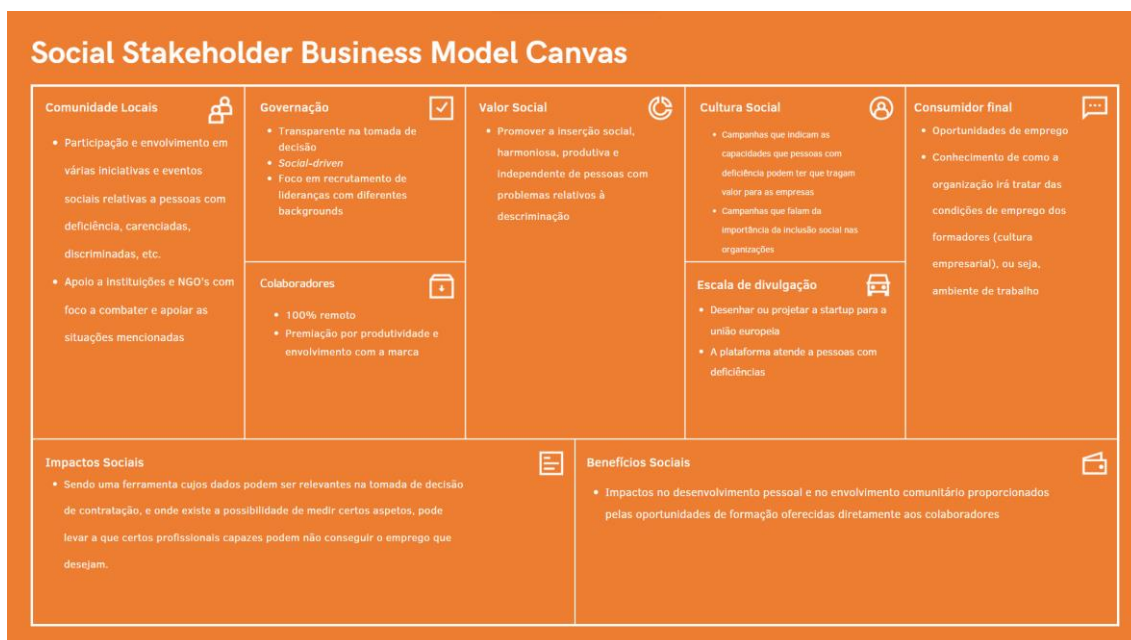 Social Stakeholder Business Model Canvas
Comunidade Locais
• Participação e envolvimento em
várias iniciativas e eventos
sociais relativas a pessoas com
deficiência, carenciadas,
discriminadas, etc.
• Apoio a instituições e NGO's com
foco a combater e apoiar as
situações mencionadas
Governação
• Transparente na tomada de
decisão
• Social-driven
• Foco em recrutamento de
lideranças com diferentes
backgrounds
Colaboradores
• 100% remoto
• Premiação por produtividade e
envolvimento com a marca
Valor Social
• Promover a inserção social,
harmoniosa, produtiva e
independente de pessoas com
problemas relativos à
descriminação
Cultura Social
• Campanhas que indicam as
capacidades que pessoas com
deficiência podem ter que tragam
valor para as empresas
• Campanhas que falam da
importância da inclusão social nas
organizações
Escala de divulgação
• Desenhar ou projetar a startup para a
união europeia
• A plataforma atende a pessoas com
deficiências
Consumidor final
• Oportunidades de emprego
• Conhecimento de como a
organização irá tratar das
condições de emprego dos
formadores (cultura
empresarial), ou seja,
ambiente de trabalho
Impactos Sociais
• Sendo uma ferramenta cujos dados podem ser relevantes na tomada de decisão
de contratação, e onde existe a possibilidade de medir certos aspetos, pode
levar a que certos profissionais capazes podem não conseguir o emprego que
desejam.
Benefícios Sociais
• Impactos no desenvolvimento pessoal e no envolvimento comunitário proporcionados
pelas oportunidades de formação oferecidas diretamente aos colaboradores